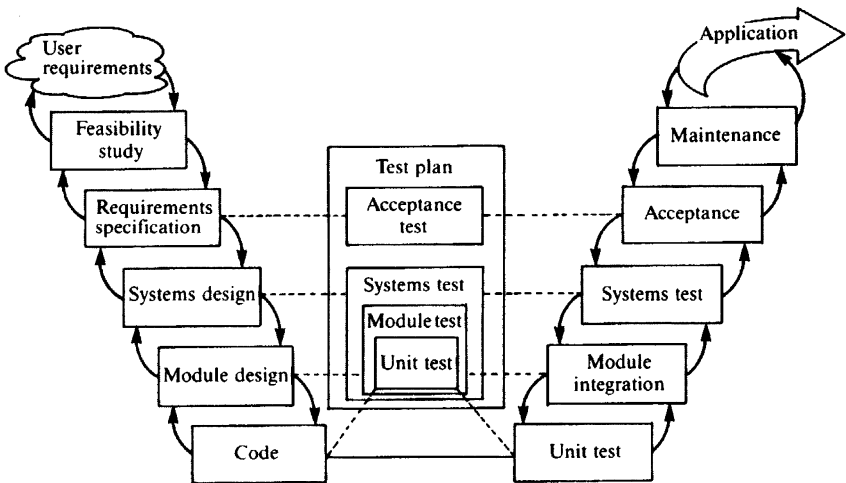 User
requirements
Application
Feasibility
study
Maintenance
Test plan
Requirements
specification
Acceptance
test
Acceptance
Systems design
Systems test
Systems test
Module test
Module design
Unit test
Module
integration
Code
Unit test